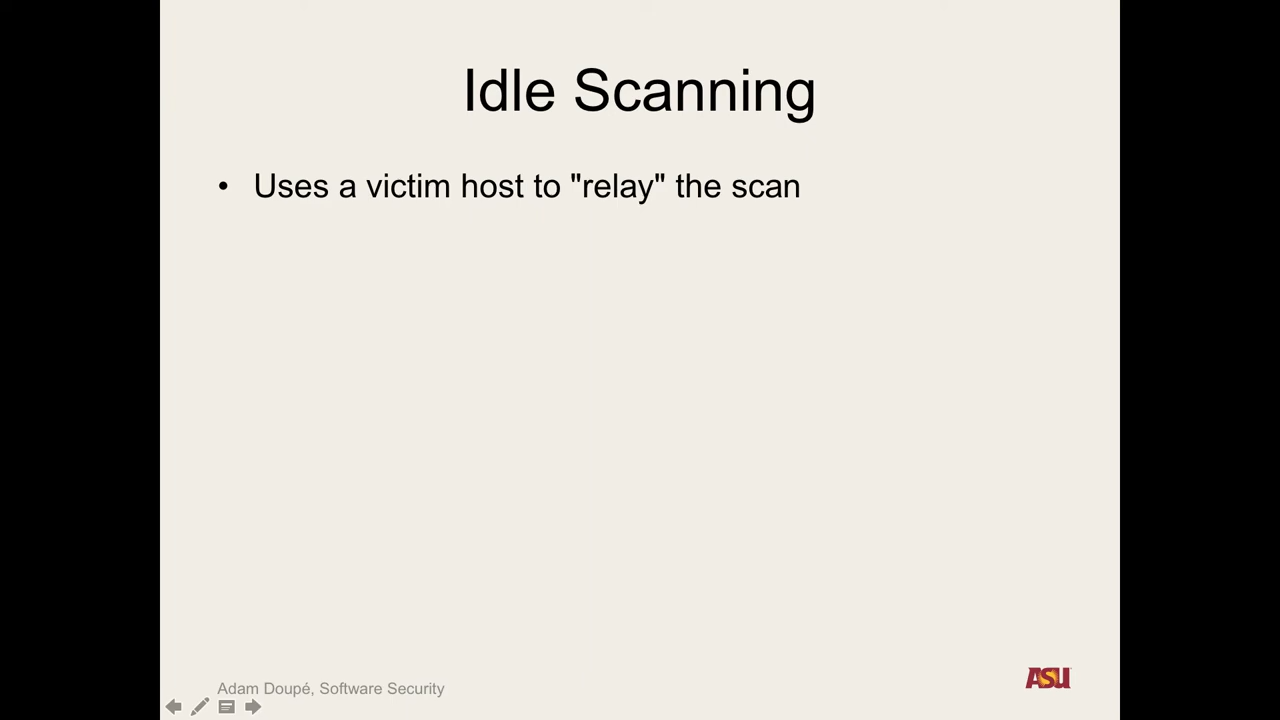 Idle Scanning
• Uses a victim host to "relay" the scan
Adam Doupé, Software Security
ASU